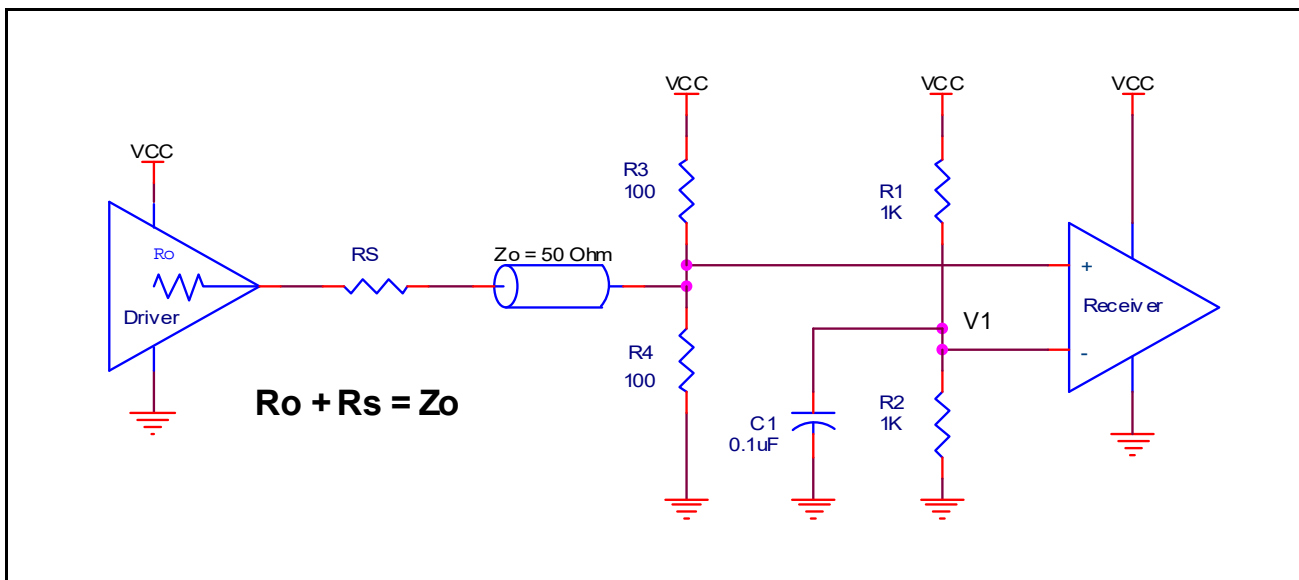 VCC
VCC
VCC
VCC
R3
100
R1
1K
Ro
RS
Zo = 50 Ohm
+
Driver
Receiver
V1
-
R4
100
Ro + Rs = Zo
R2
1K
C1
0.1uF